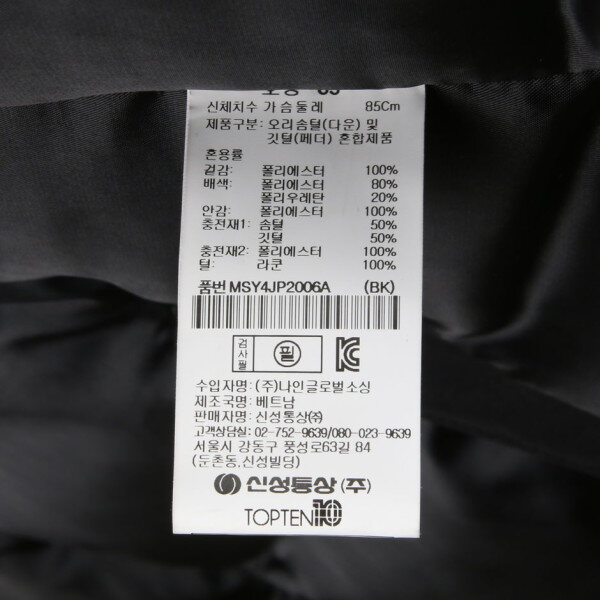 신체치수 가슴둘레 85Cm
제품구분: 오리솜털(다운) 및
깃털(페더) 혼합제품
혼용률
겉감: 폴리에스터 100%
배색: 폴리에스터 80%
폴리우레탄 20%
안감: 폴리에스터 100%
충전재1: 솜털 50%
깃털 50%
충전재2: 폴리에스터 100%
털: 라쿤 100%
품번 MSY4JP2006A (BK)
검사필 필
수입자명: (주)나인글로벌소싱
제조국명: 베트남
판매자명: 신성통상(주)
고객상담실: 02-752-9639/080-023-9639
서울시 강동구 풍성로63길 84
(둔촌동,신성빌딩)
신성통상(주)
TOPTEN10